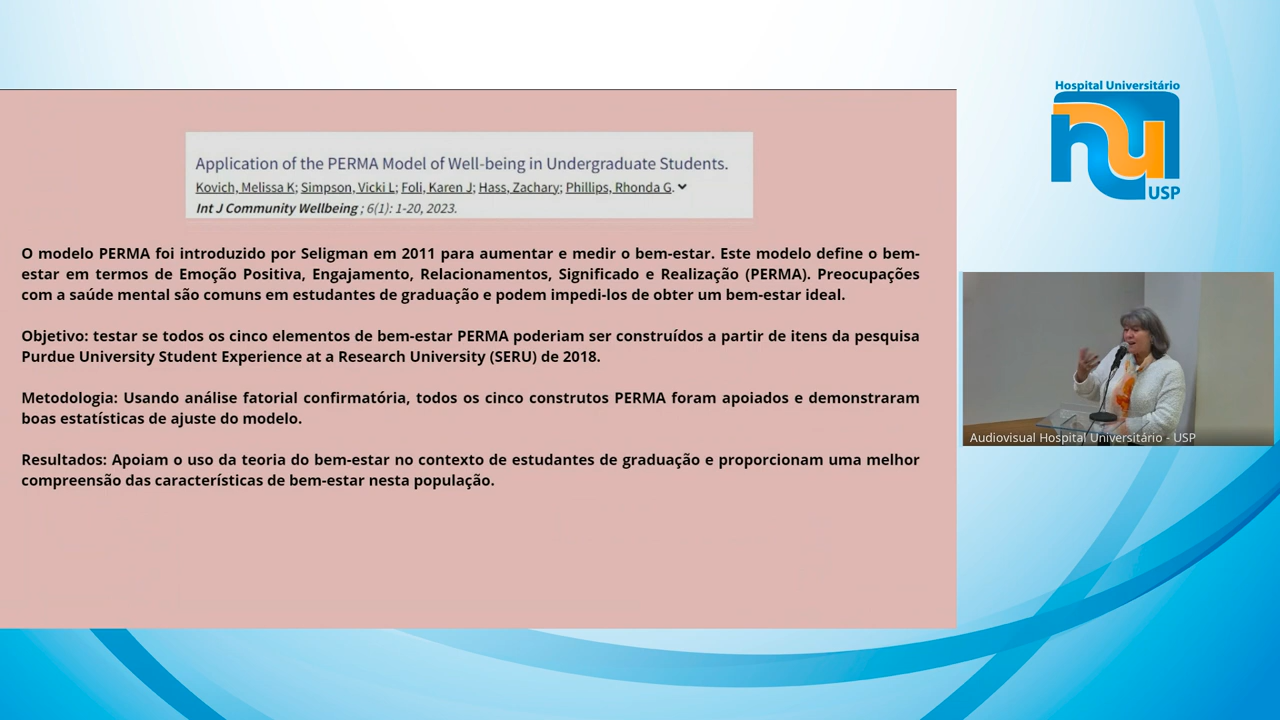 Hospital Universitário
USP
Application of the PERMA Model of Well-being in Undergraduate Students.
Kovich, Melissa K; Simpson, Vicki L; Foli, Karen J; Hass, Zachary; Phillips, Rhonda G.
Int J Community Wellbeing ; 6(1): 1-20, 2023.
O modelo PERMA foi introduzido por Seligman em 2011 para aumentar e medir o bem-estar. Este modelo define o bem-
estar em termos de Emoção Positiva, Engajamento, Relacionamentos, Significado e Realização (PERMA). Preocupações
com a saúde mental são comuns em estudantes de graduação e podem impedi-los de obter um bem-estar ideal.
Objetivo: testar se todos os cinco elementos de bem-estar PERMA poderiam ser construídos a partir de itens da pesquisa
Purdue University Student Experience at a Research University (SERU) de 2018.
Metodologia: Usando análise fatorial confirmatória, todos os cinco construtos PERMA foram apoiados e demonstraram
boas estatísticas de ajuste do modelo.
Resultados: Apoiam o uso da teoria do bem-estar no contexto de estudantes de graduação e proporcionam uma melhor
compreensão das características de bem-estar nesta população.
Audiovisual Hospital Universitário - USP